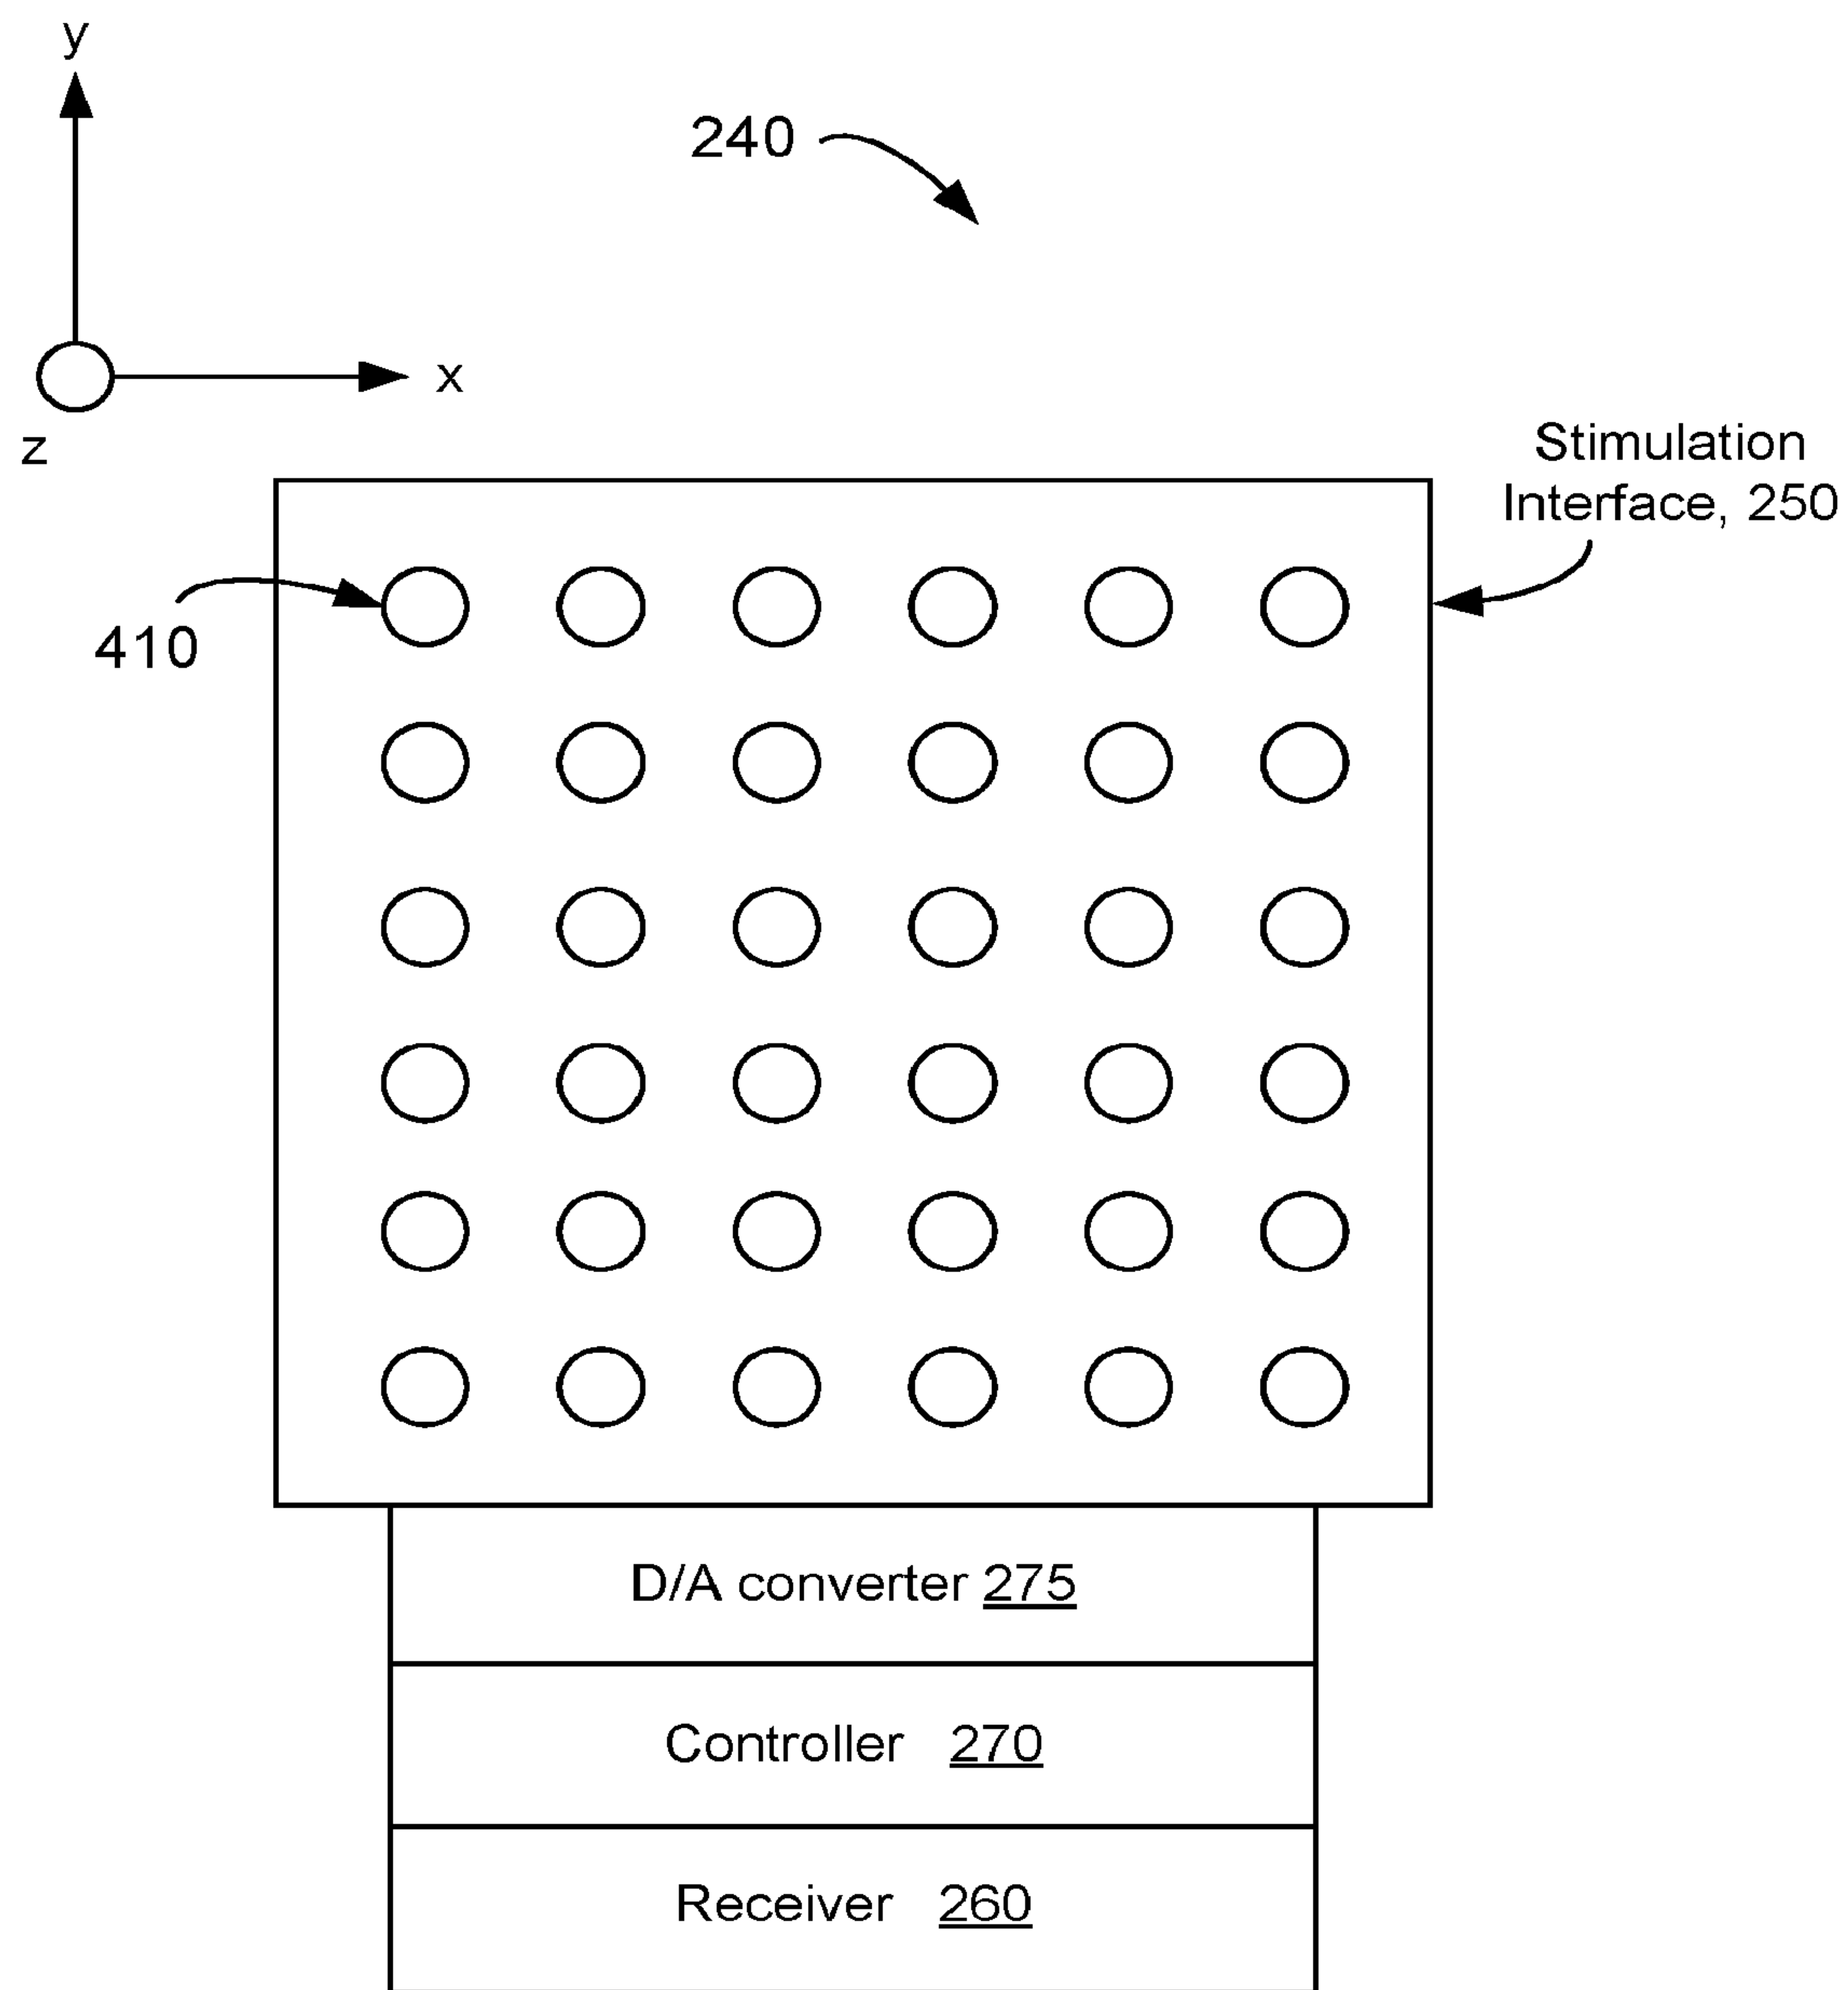 y
240
x
z
Stimulation
Interface, 250
410
D/A converter 275
Controller 270
Receiver 260